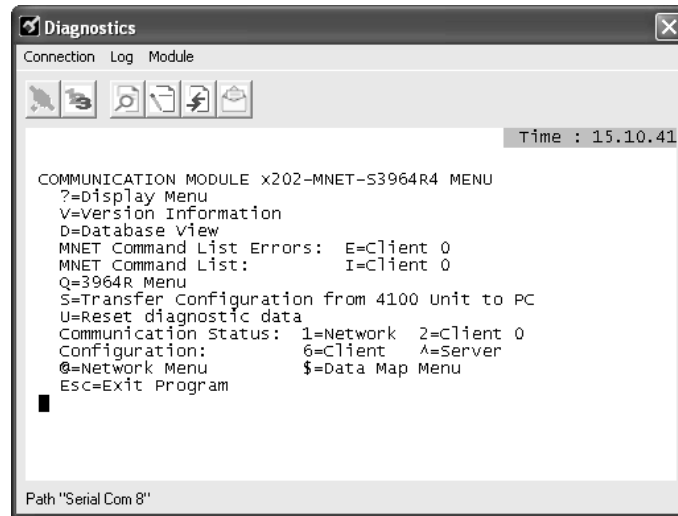 Diagnostics
Connection Log Module
Time : 15.10.41
COMMUNICATION MODULE x202-MNET-S3964R4 MENU
?=Display Menu
V=Version Information
D=Database View
MNET Command List Errors: E=Client 0
MNET Command List: I=Client 0
Q=3964R Menu
S=Transfer Configuration from 4100 Unit to PC
U=Reset diagnostic data
Communication Status: 1=Network 2=Client 0
Configuration: 6=Client ^=Server
@=Network Menu $=Data Map Menu
Esc=Exit Program
Path "Serial Com 8"